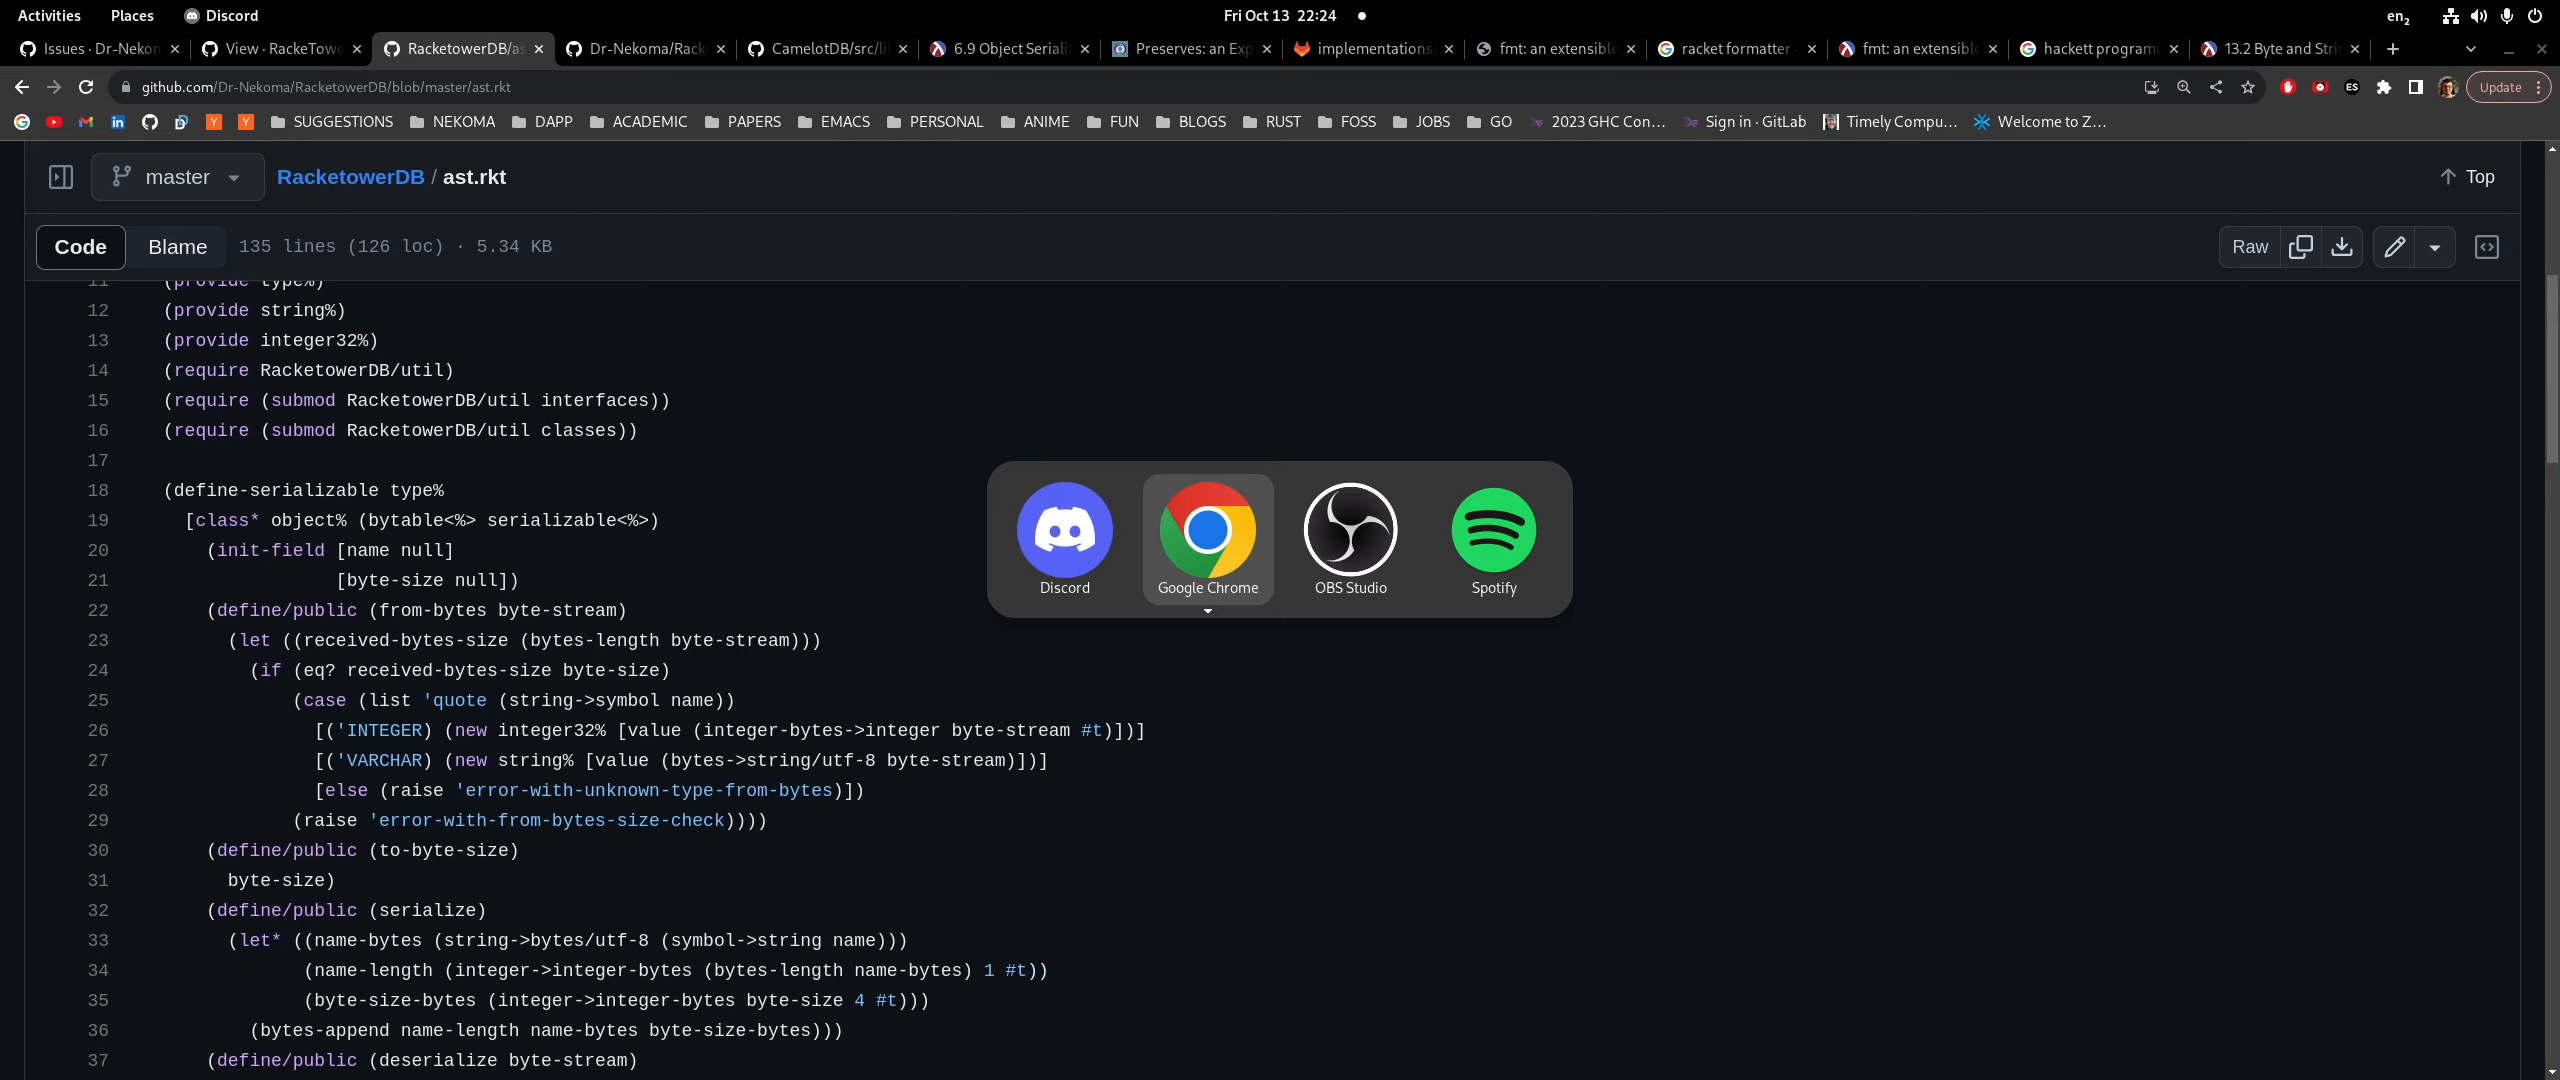 Activities Places Discord Fri Oct 13 22:24 en2
Issues · Dr-Nekom View · RackeTowe RacketowerDB/as Dr-Nekoma/Rack CamelotDB/src/li 6.9 Object Serializ Preserves: an Exp implementations fmt: an extensible racket formatter - fmt: an extensible hackett program 13.2 Byte and Stri
github.com/Dr-Nekoma/RacketowerDB/blob/master/ast.rkt ES Update
SUGGESTIONS NEKOMA DAPP ACADEMIC PAPERS EMACS PERSONAL ANIME FUN BLOGS RUST FOSS JOBS GO 2023 GHC Con... Sign in · GitLab Timely Compu... Welcome to Z...
master RacketowerDB / ast.rkt Top
Code Blame 135 lines (126 loc) · 5.34 KB Raw
11 (provide type%)
12 (provide string%)
13 (provide integer32%)
14 (require RacketowerDB/util)
15 (require (submod RacketowerDB/util interfaces))
16 (require (submod RacketowerDB/util classes))
17
18 (define-serializable type%
19 [class* object% (bytable<%> serializable<%>)
20 (init-field [name null]
21 [byte-size null])
22 (define/public (from-bytes byte-stream)
23 (let ((received-bytes-size (bytes-length byte-stream)))
24 (if (eq? received-bytes-size byte-size)
25 (case (list 'quote (string->symbol name))
26 [('INTEGER) (new integer32% [value (integer-bytes->integer byte-stream #t)])]
27 [('VARCHAR) (new string% [value (bytes->string/utf-8 byte-stream)])]
28 [else (raise 'error-with-unknown-type-from-bytes)])
29 (raise 'error-with-from-bytes-size-check))))
30 (define/public (to-byte-size)
31 byte-size)
32 (define/public (serialize)
33 (let* ((name-bytes (string->bytes/utf-8 (symbol->string name)))
34 (name-length (integer->integer-bytes (bytes-length name-bytes) 1 #t))
35 (byte-size-bytes (integer->integer-bytes byte-size 4 #t)))
36 (bytes-append name-length name-bytes byte-size-bytes)))
37 (define/public (deserialize byte-stream)
Discord Google Chrome OBS Studio Spotify